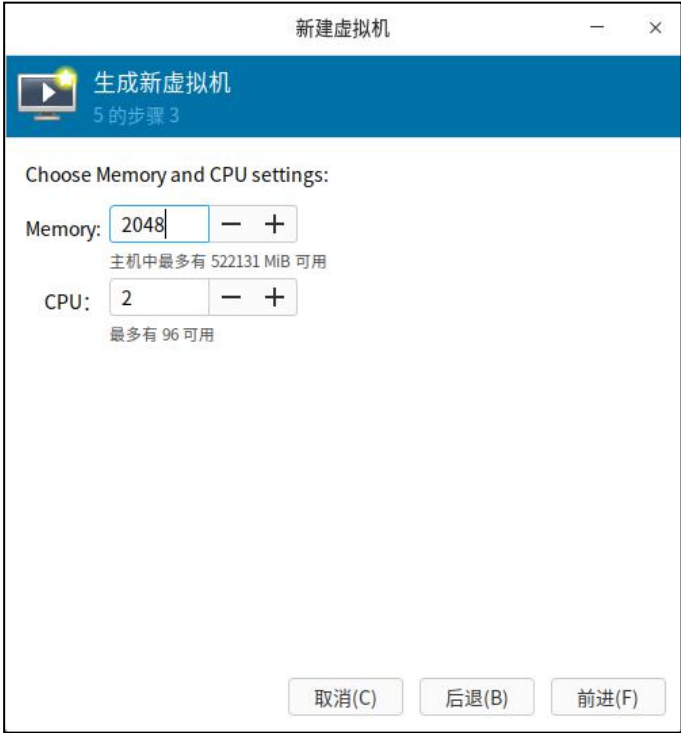 新建虚拟机
生成新虚拟机
5 的步骤 3
Choose Memory and CPU settings:
Memory: 2048
主机中最多有 522131 MiB 可用
CPU: 2
最多有 96 可用
取消(C) 后退(B) 前进(F)